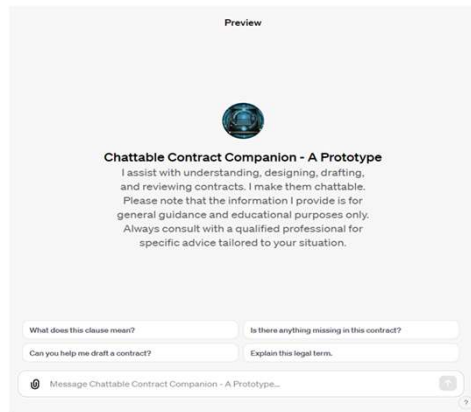 Preview
Chattable Contract Companion - A Prototype
I assist with understanding, designing, drafting,
and reviewing contracts. I make them chattable.
Please note that the information I provide is for
general guidance and educational purposes only.
Always consult with a qualified professional for
specific advice tailored to your situation.
What does this clause mean?
Is there anything missing in this contract?
Can you help me draft a contract?
Explain this legal term.
Message Chattable Contract Companion - A Prototype...
?